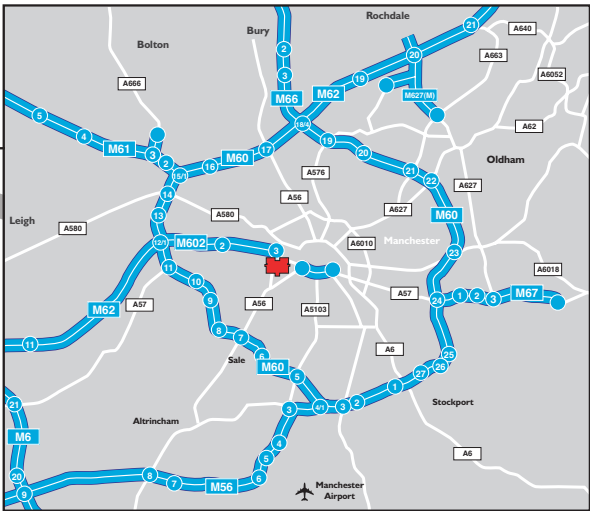 Rochdale
21
A640
Bury
Bolton
2
20
A663
A6052
3
19
M62
A666
M66
M627(M)
5
18/4
A62
4
19
M61
3
2
M60
16
17
20
Oldham
15/1
A576
21
22
A627
14
A56
A627
M60
13
A580
Leigh
A580
12/1
M602
2
3
A6010
Manchester
23
11
A6018
10
A57
24
1
2
3
M67
M62
A57
9
A56
A5103
8
7
A6
11
Sale
6
25
M60
26
5
27
1
21
3
4/1
3
2
Stockport
Altrincham
M6
4
A6
5
20
8
7
M56
6
9
Manchester
Airport